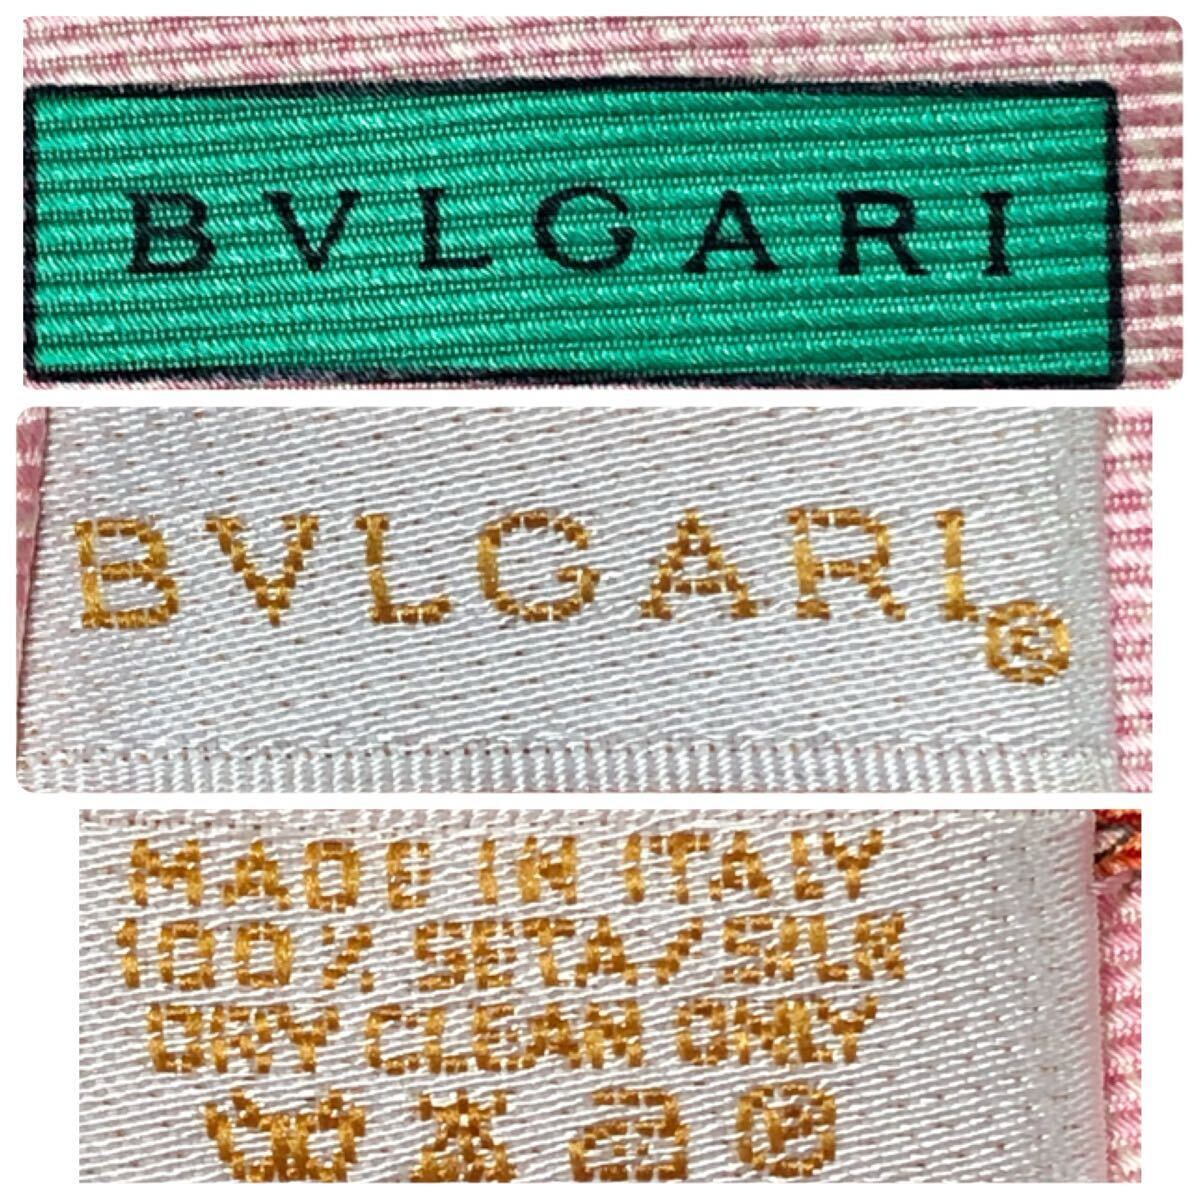 BVLGARI
BVLGARI®
MADE IN ITALY
100% SETA/SILK
DRY CLEAN ONLY